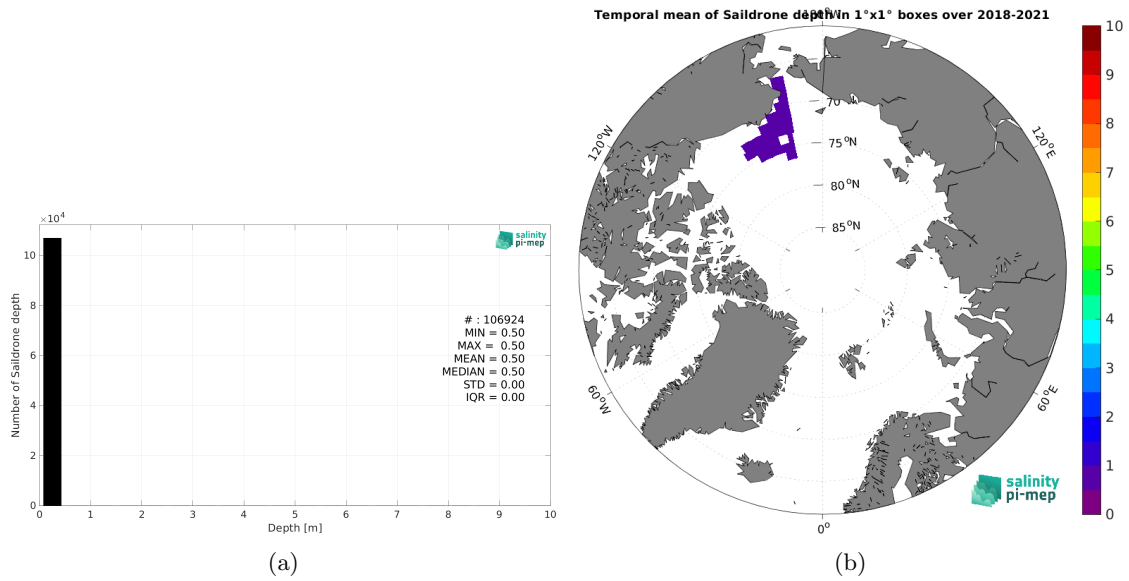 ×10⁴
10
8
6
4
2
0
Number of Saildrone depth
salinity
pi-mep
# : 106924
MIN = 0.50
MAX = 0.50
MEAN = 0.50
MEDIAN = 0.50
STD = 0.00
IQR = 0.00
0 1 2 3 4 5 6 7 8 9 10
Depth [m]
(a)
Temporal mean of Saildrone depth in 1°x1° boxes over 2018-2021
120°W
120°E
70
75°N
80°N
85°N
60°W
60°E
0°
salinity
pi-mep
10
9
8
7
6
5
4
3
2
1
0
(b)